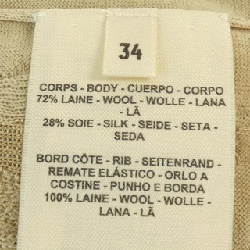 34
CORPS - BODY - CUERPO - CORPO
72% LAINE - WOOL - WOLLE - LANA
- LÃ
28% SOIE - SILK - SEIDE - SETA -
SEDA
BORD CÔTE - RIB - SEITENRAND -
REMATE ELÁSTICO - ORLO A
COSTINE - PUNHO E BORDA
100% LAINE - WOOL - WOLLE -
LANA - LÃ